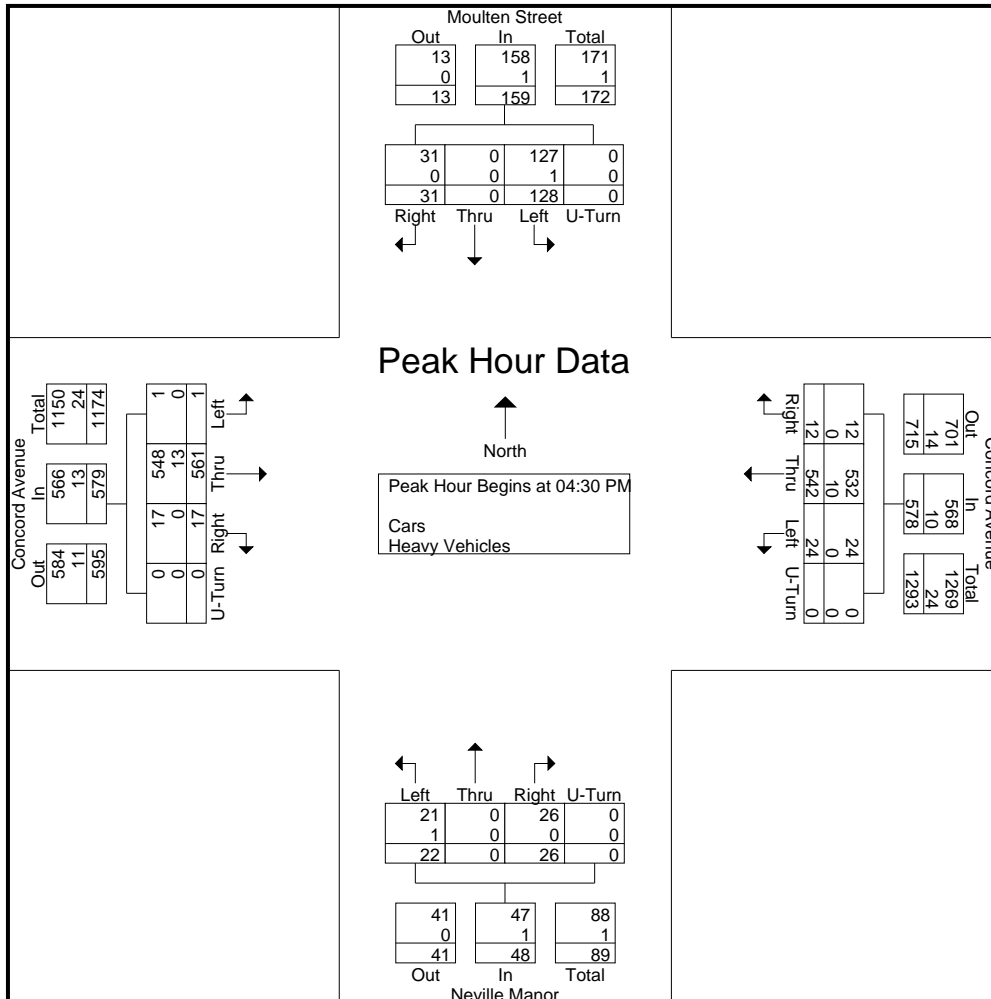 Moulten Street
Out In Total
13 158 171
0 1 1
13 159 172
31 0 127 0
0 0 1 0
31 0 128 0
Right Thru Left U-Turn
Peak Hour Data
North
Peak Hour Begins at 04:30 PM
Cars
Heavy Vehicles
Concord Avenue
Out In Total
584 566 1150
11 13 24
595 579 1174
0 17 548 1
0 0 13 0
0 17 561 1
U-Turn Right Thru Left
Concord Avenue
Out In Total
701 568 1269
14 10 24
715 578 1293
12 532 24 0
0 10 0 0
12 542 24 0
Right Thru Left U-Turn
Left Thru Right U-Turn
21 0 26 0
1 0 0 0
22 0 26 0
41 47 88
0 1 1
41 48 89
Out In Total
Neville Manor